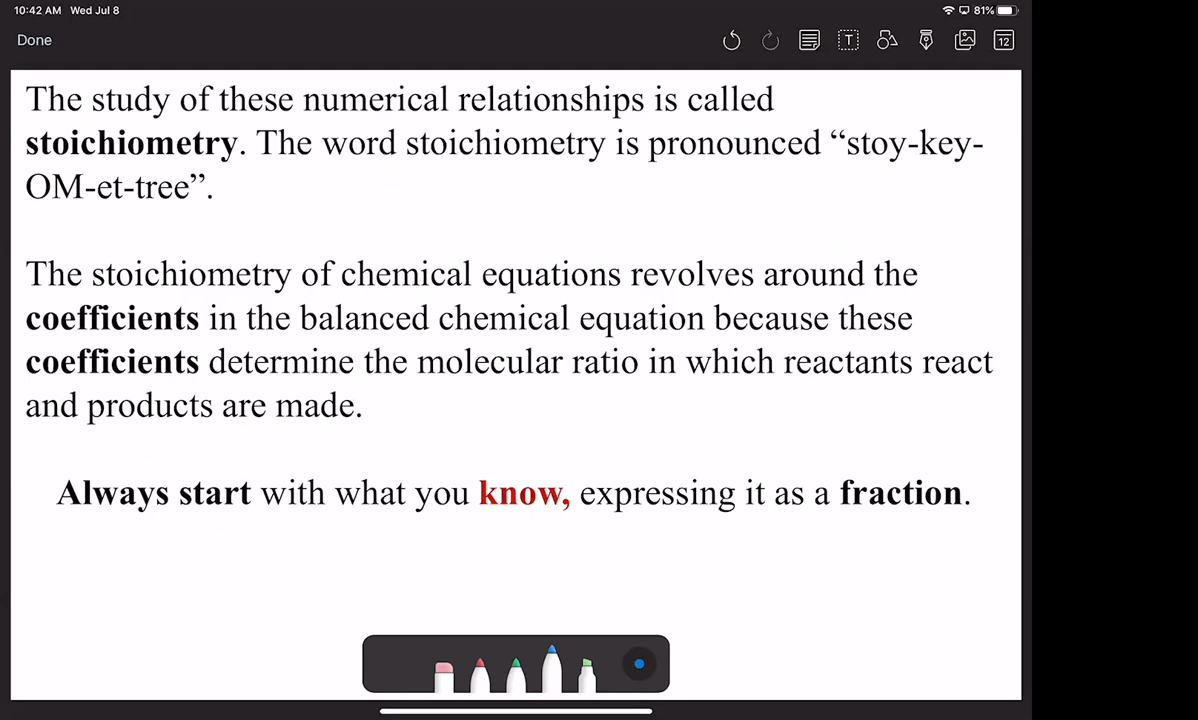 10:42 AM Wed Jul 8
81%
Done
T
12
The study of these numerical relationships is called
stoichiometry. The word stoichiometry is pronounced “stoy-key-
OM-et-tree”.
The stoichiometry of chemical equations revolves around the
coefficients in the balanced chemical equation because these
coefficients determine the molecular ratio in which reactants react
and products are made.
Always start with what you know, expressing it as a fraction.